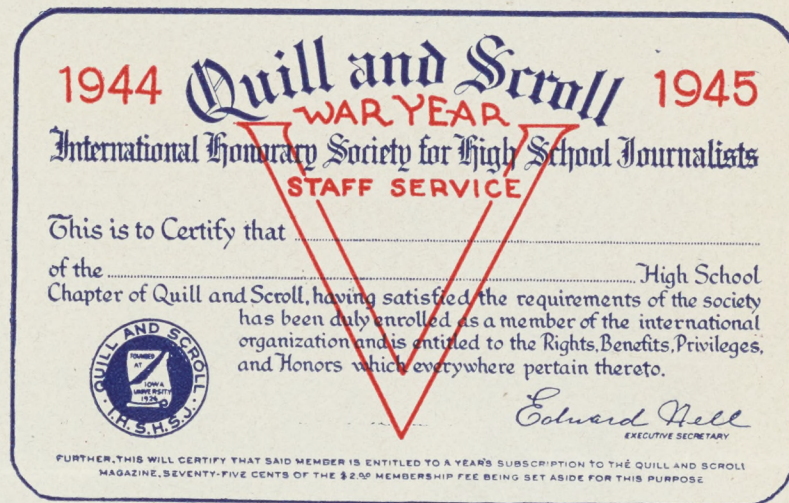 1944 Quill and Scroll 1945
WAR YEAR
International Honorary Society for High School Journalists
STAFF SERVICE
This is to Certify that
of the High School
Chapter of Quill and Scroll, having satisfied the requirements of the society
has been duly enrolled as a member of the international
organization and is entitled to the Rights, Benefits, Privileges,
and Honors which everywhere pertain thereto.
QUILL AND SCROLL
FOUNDED
AT
IOWA
UNIVERSITY
1926
I.H.S.H.S.J.
Edward Nell
EXECUTIVE SECRETARY
FURTHER, THIS WILL CERTIFY THAT SAID MEMBER IS ENTITLED TO A YEAR'S SUBSCRIPTION TO THE QUILL AND SCROLL
MAGAZINE, SEVENTY-FIVE CENTS OF THE $2.00 MEMBERSHIP FEE BEING SET ASIDE FOR THIS PURPOSE